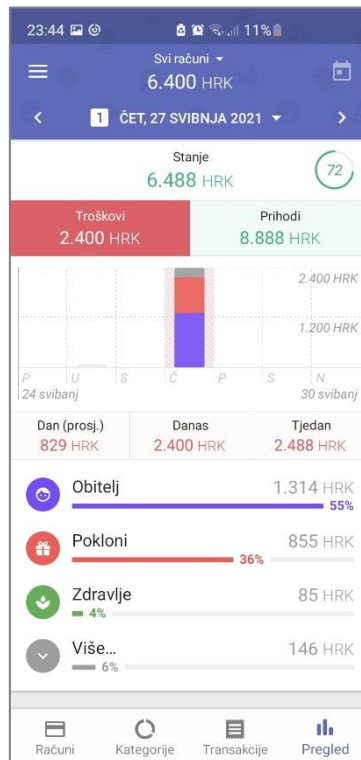 23:44 11%
Svi računi
6.400 HRK
1 ČET, 27 SVIBNJA 2021
Stanje
6.488 HRK
72
Troškovi Prihodi
2.400 HRK 8.888 HRK
2.400 HRK
1.200 HRK
P U S Č P S N
24 svibanj 30 svibanj
Dan (prosj.) Danas Tjedan
829 HRK 2.400 HRK 2.488 HRK
Obitelj 1.314 HRK
55%
Pokloni 855 HRK
36%
Zdravlje 85 HRK
4%
Više... 146 HRK
6%
Računi Kategorije Transakcije Pregled